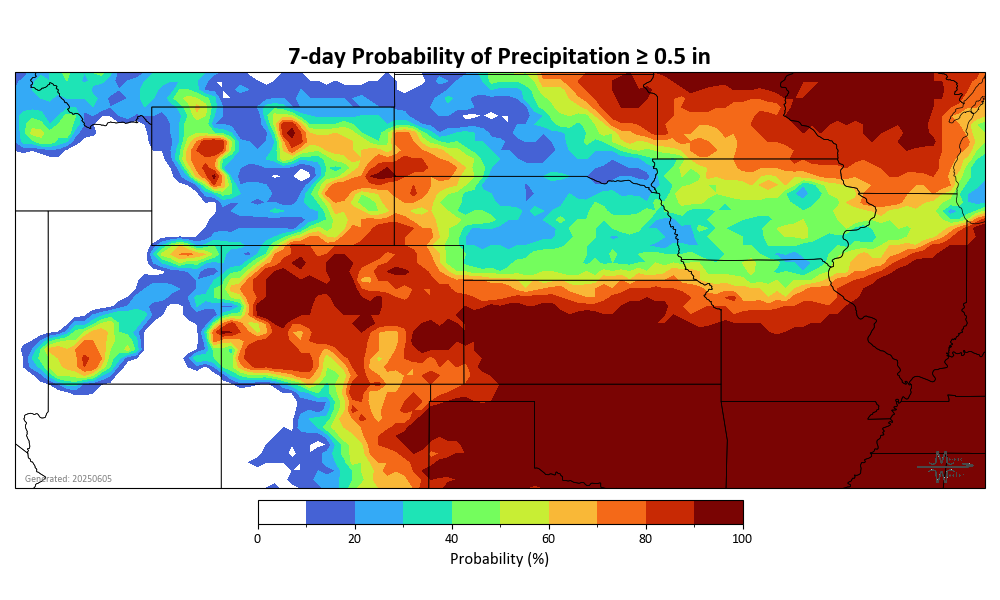 7-day Probability of Precipitation ≥ 0.5 in
Generated: 20250605
0 20 40 60 80 100
Probability (%)